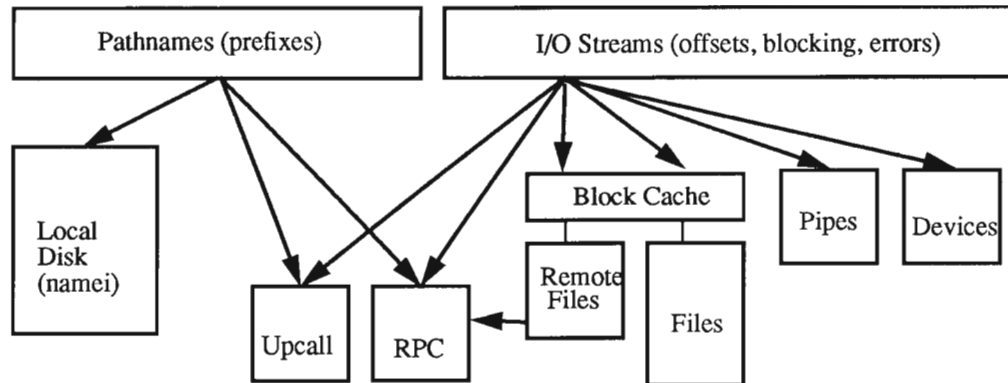 Pathnames (prefixes)
I/O Streams (offsets, blocking, errors)
Local
Disk
(namei)
Block Cache
Pipes
Devices
Remote
Files
Files
Upcall
RPC